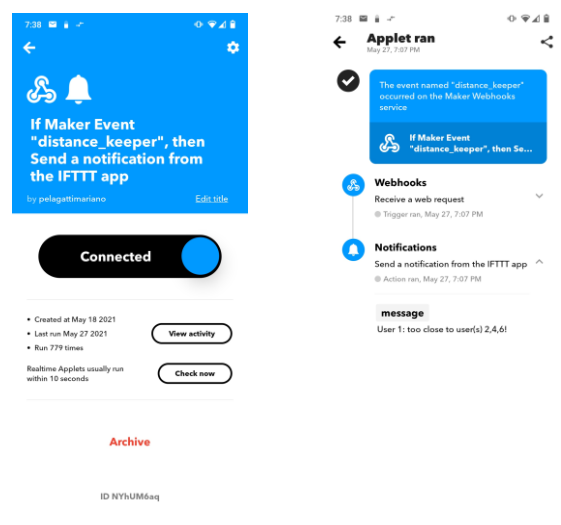 7:38
If Maker Event
"distance_keeper", then
Send a notification from
the IFTTT app
by pelagattimariano
Edit title
Connected
• Created at May 18 2021
• Last run May 27 2021
• Run 779 times
View activity
Realtime Applets usually run
within 10 seconds
Check now
Archive
ID NYhUM6aq
7:38
Applet ran
May 27, 7:07 PM
The event named "distance_keeper"
occurred on the Maker Webhooks
service
If Maker Event
"distance_keeper", then Se...
Webhooks
Receive a web request
Trigger ran, May 27, 7:07 PM
Notifications
Send a notification from the IFTTT app
Action ran, May 27, 7:07 PM
message
User 1: too close to user(s) 2,4,6!